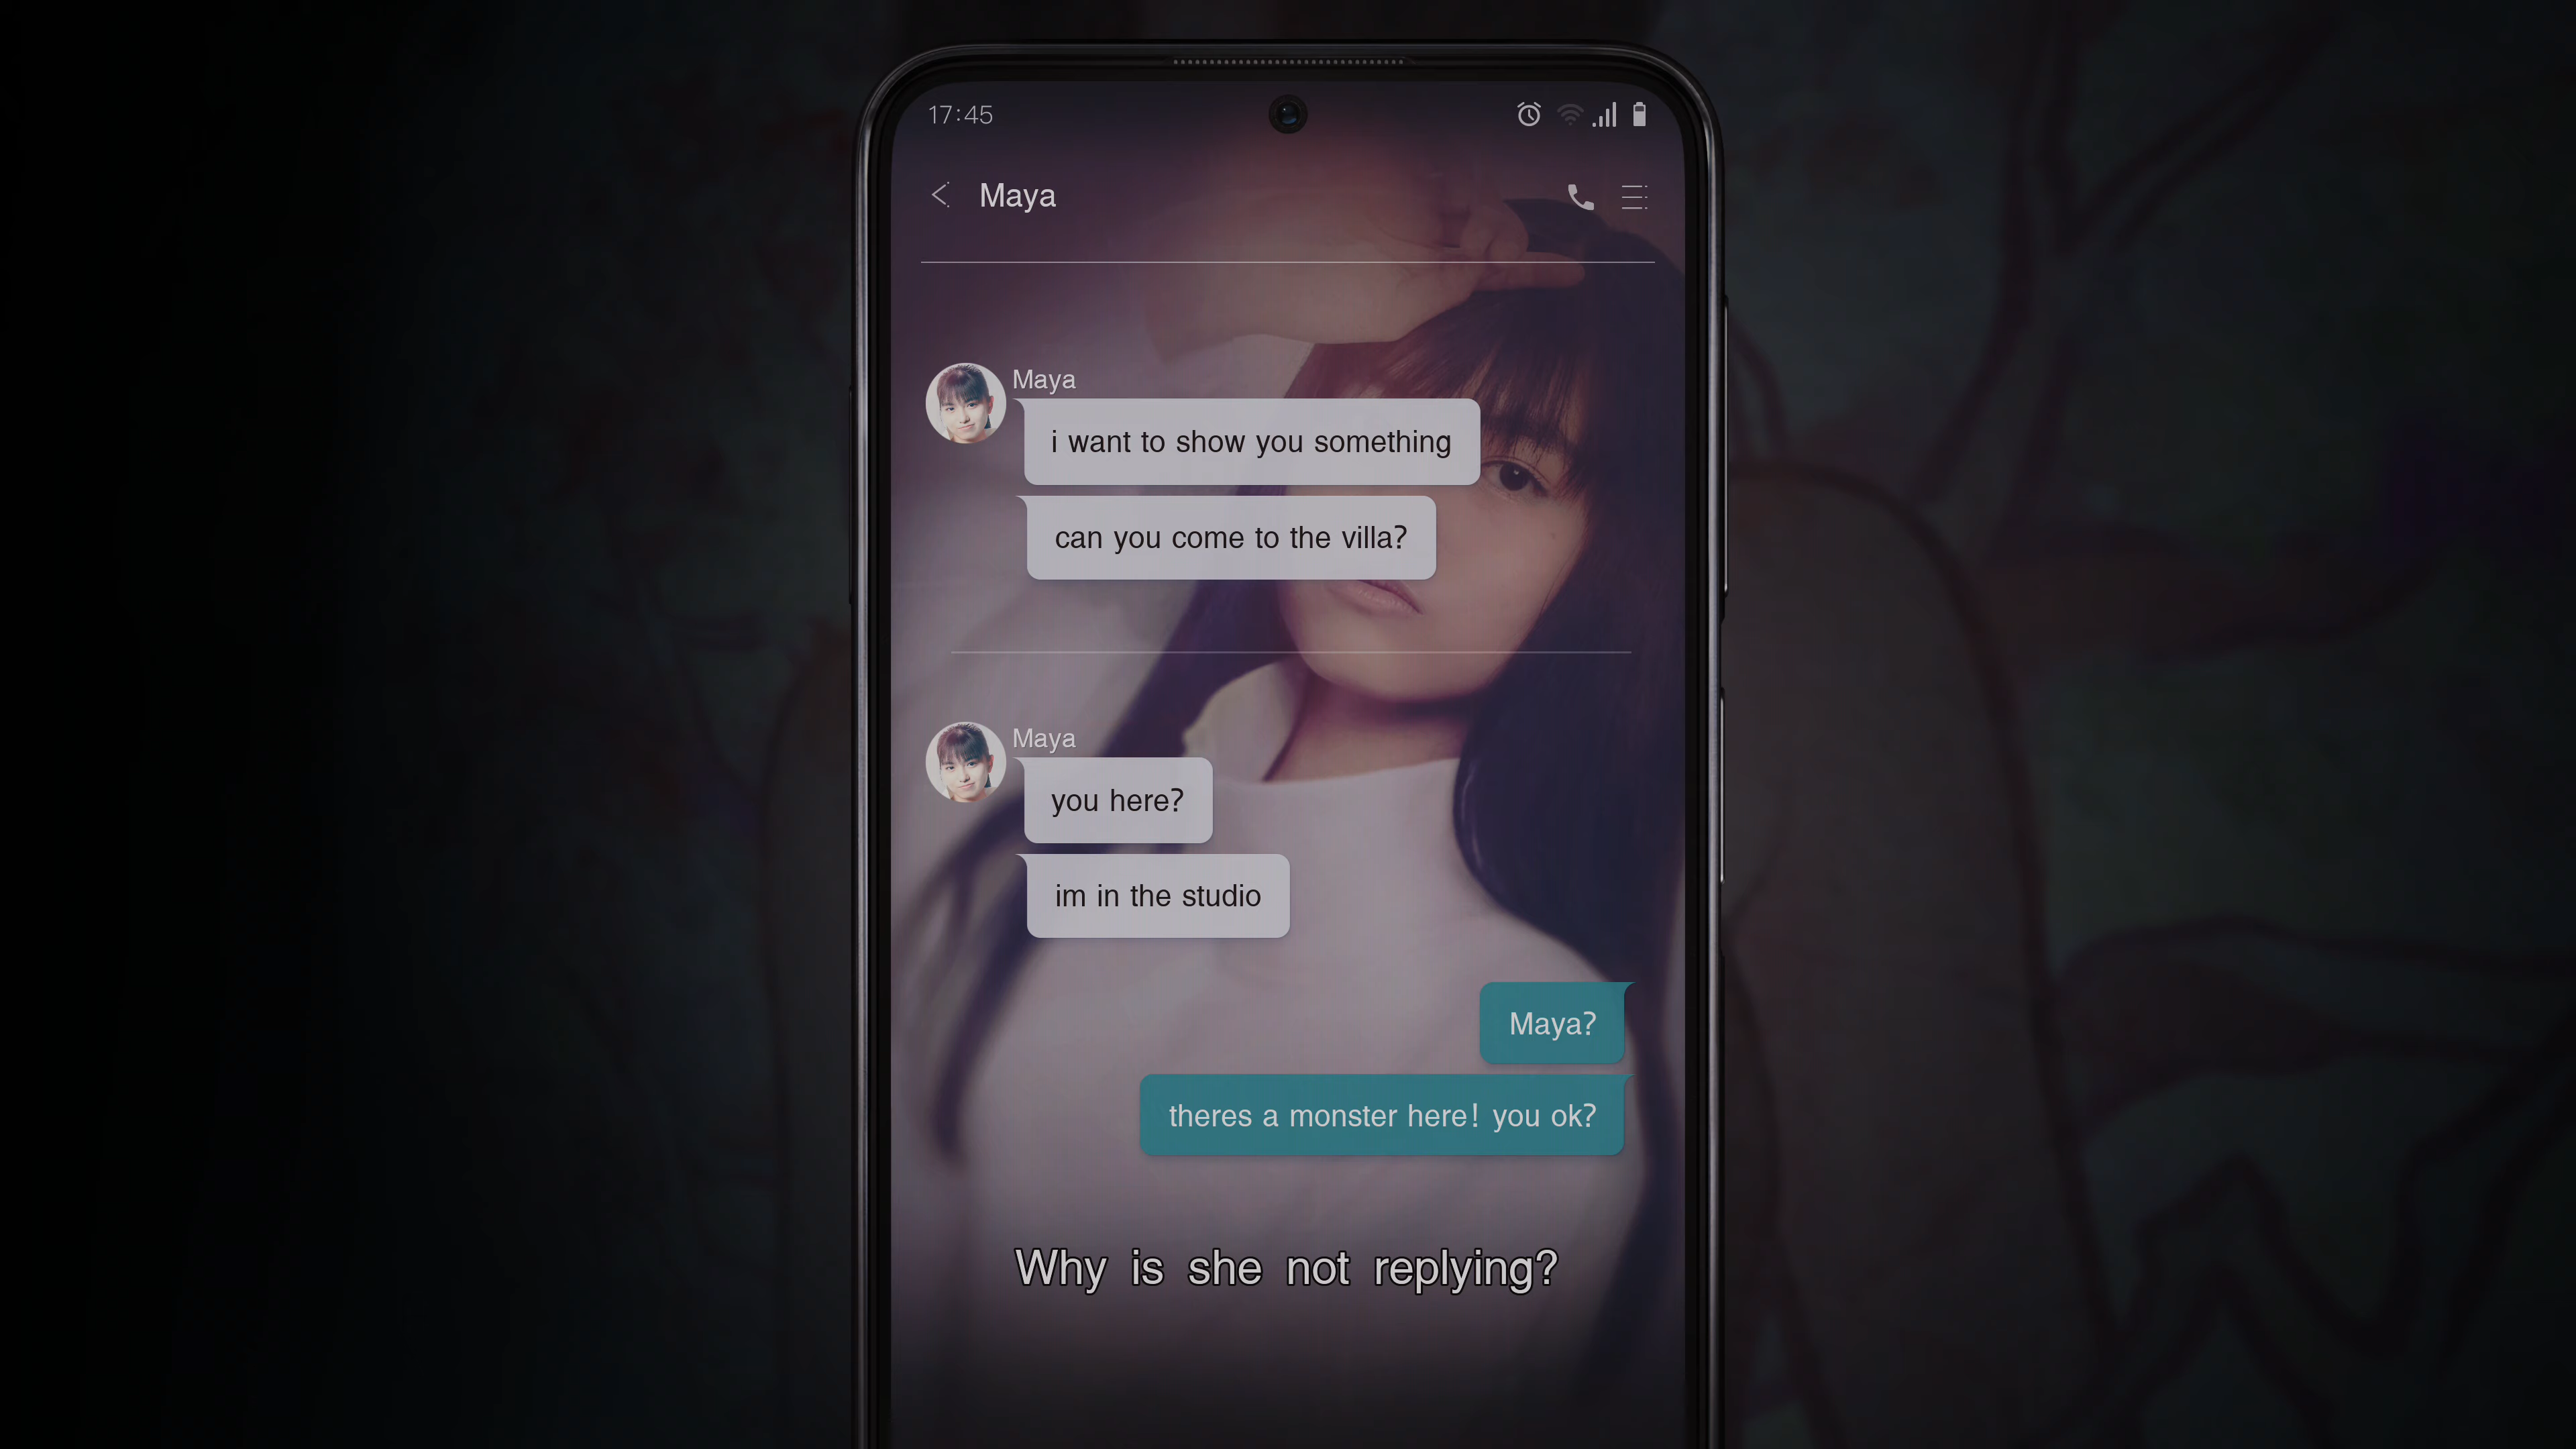 17:45
Maya
Maya
i want to show you something
can you come to the villa?
Maya
you here?
im in the studio
Maya?
theres a monster here! you ok?
Why is she not replying?